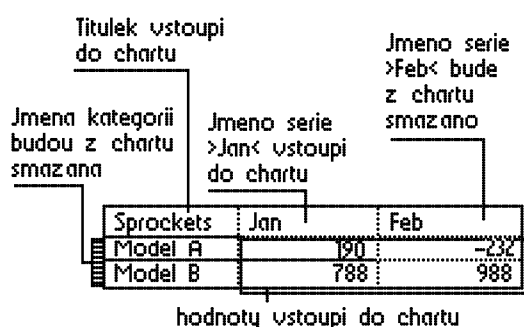 Titulek vstoupi
do chartu
Jmeno serie
>Feb< bude
z chartu
smazano
Jmena kategorii
budou z chartu
smazana
Jmeno serie
>Jan< vstoupi
do chartu
Sprockets Jan Feb
Model A 190 -232
Model B 788 988
hodnoty vstoupi do chartu